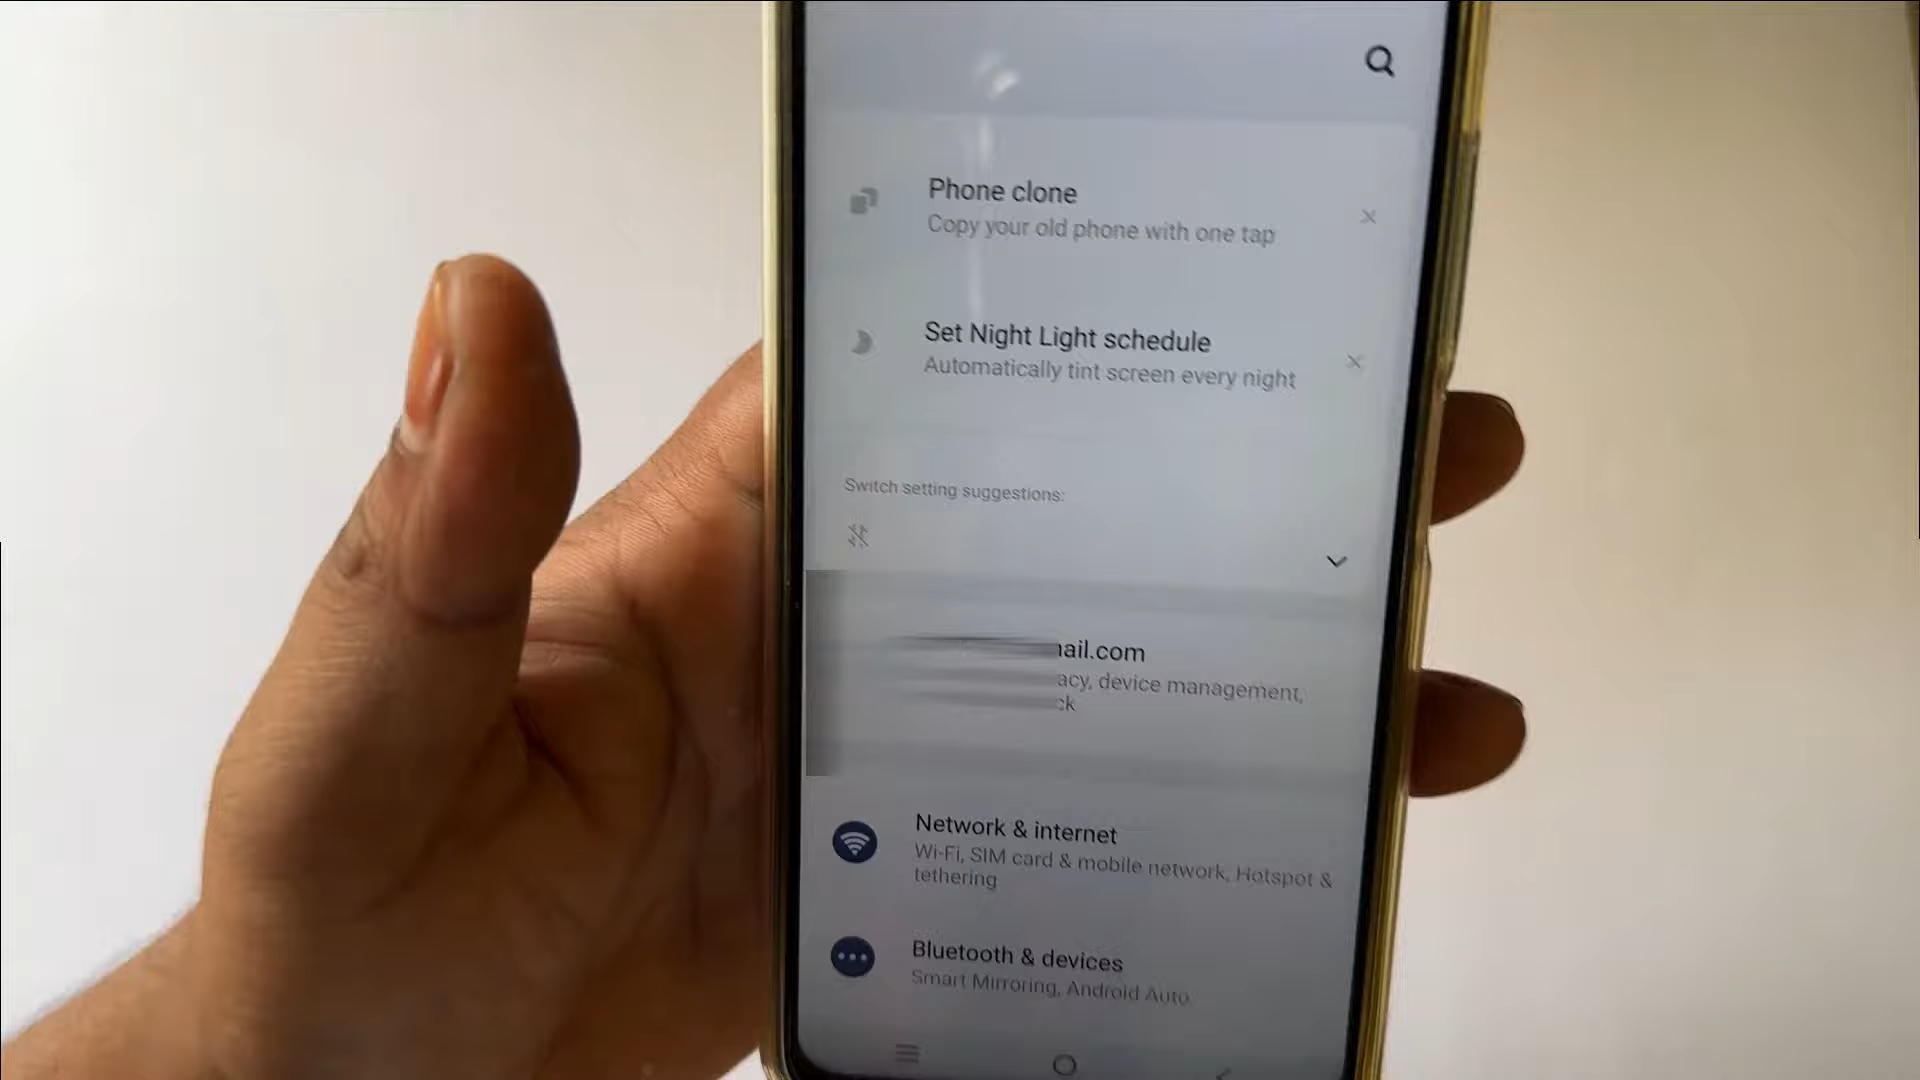 Phone clone
Copy your old phone with one tap
Set Night Light schedule
Automatically tint screen every night
Switch setting suggestions:
ail.com
acy, device management,
ck
Network & internet
Wi-Fi, SIM card & mobile network, Hotspot &
tethering
Bluetooth & devices
Smart Mirroring, Android Auto